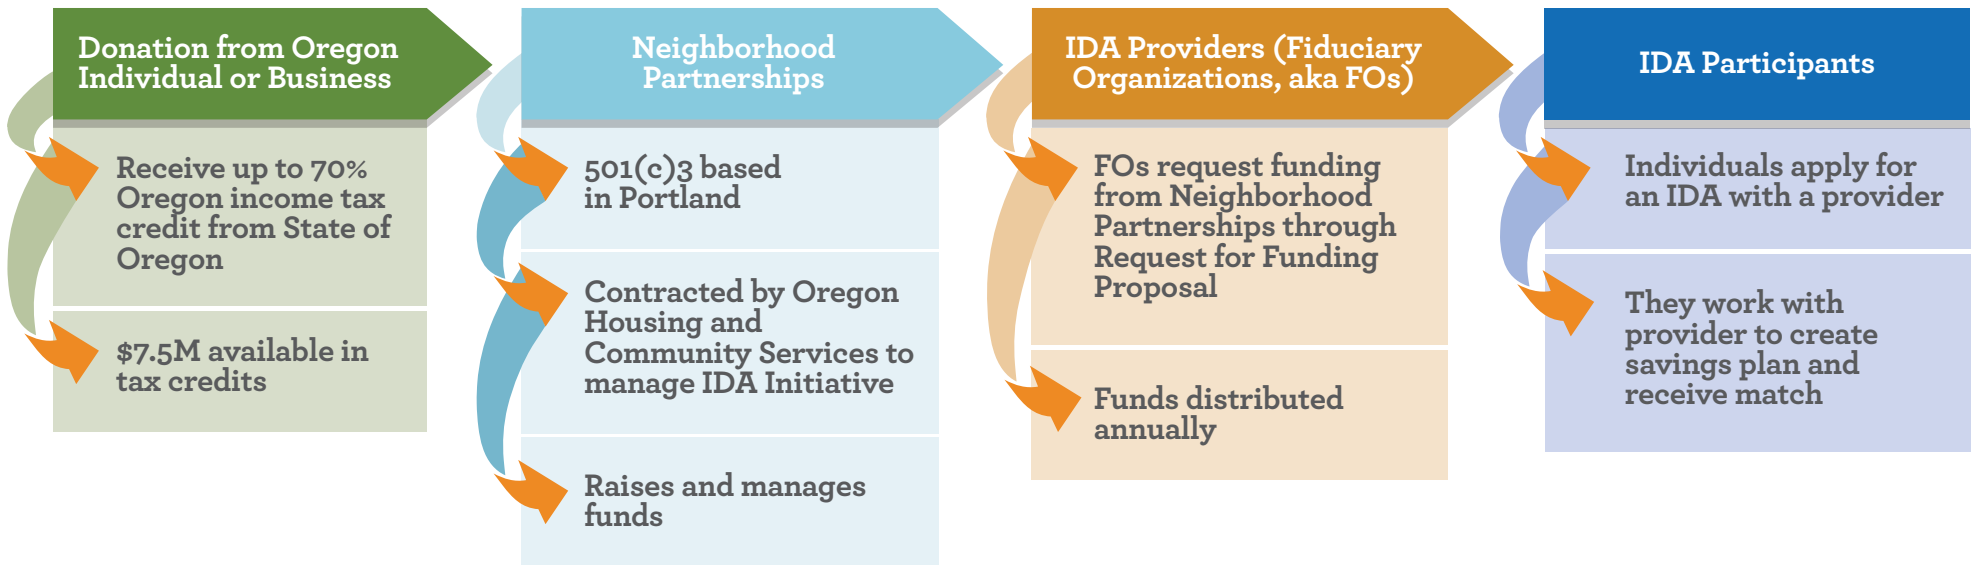 Donation from Oregon
Individual or Business
Receive up to 70%
Oregon income tax
credit from State of
Oregon
$7.5M available in
tax credits
Neighborhood
Partnerships
501(c)3 based
in Portland
Contracted by Oregon
Housing and
Community Services to
manage IDA Initiative
Raises and manages
funds
IDA Providers (Fiduciary
Organizations, aka FOs)
FOs request funding
from Neighborhood
Partnerships through
Request for Funding
Proposal
Funds distributed
annually
IDA Participants
Individuals apply for
an IDA with a provider
They work with
provider to create
savings plan and
receive match